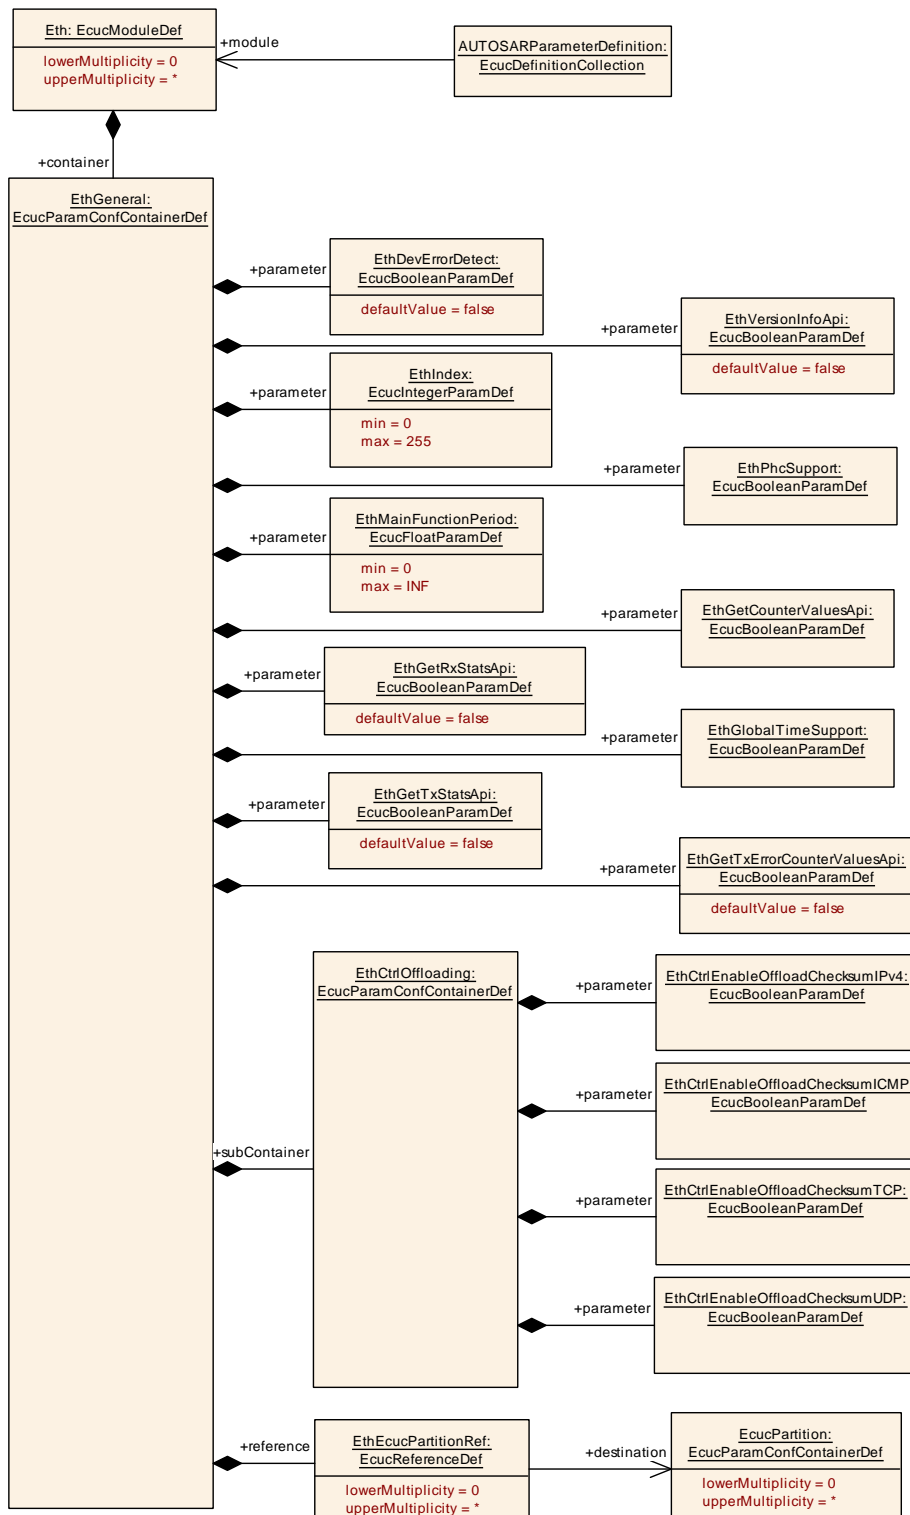 Eth: EcucModuleDef
lowerMultiplicity = 0
upperMultiplicity = *
+module
AUTOSARParameterDefinition:
EcucDefinitionCollection
+container
EthGeneral:
EcucParamConfContainerDef
+parameter
EthDevErrorDetect:
EcucBooleanParamDef
defaultValue = false
+parameter
EthVersionInfoApi:
EcucBooleanParamDef
defaultValue = false
+parameter
EthIndex:
EcucIntegerParamDef
min = 0
max = 255
+parameter
EthPhcSupport:
EcucBooleanParamDef
+parameter
EthMainFunctionPeriod:
EcucFloatParamDef
min = 0
max = INF
+parameter
EthGetCounterValuesApi:
EcucBooleanParamDef
+parameter
EthGetRxStatsApi:
EcucBooleanParamDef
defaultValue = false
+parameter
EthGlobalTimeSupport:
EcucBooleanParamDef
+parameter
EthGetTxStatsApi:
EcucBooleanParamDef
defaultValue = false
+parameter
EthGetTxErrorCounterValuesApi:
EcucBooleanParamDef
defaultValue = false
+subContainer
EthCtrlOffloading:
EcucParamConfContainerDef
+parameter
EthCtrlEnableOffloadChecksumIPv4:
EcucBooleanParamDef
+parameter
EthCtrlEnableOffloadChecksumICMP
EcucBooleanParamDef
+parameter
EthCtrlEnableOffloadChecksumTCP:
EcucBooleanParamDef
+parameter
EthCtrlEnableOffloadChecksumUDP:
EcucBooleanParamDef
+reference
EthEcucPartitionRef:
EcucReferenceDef
lowerMultiplicity = 0
upperMultiplicity = *
+destination
EcucPartition:
EcucParamConfContainerDef
lowerMultiplicity = 0
upperMultiplicity = *